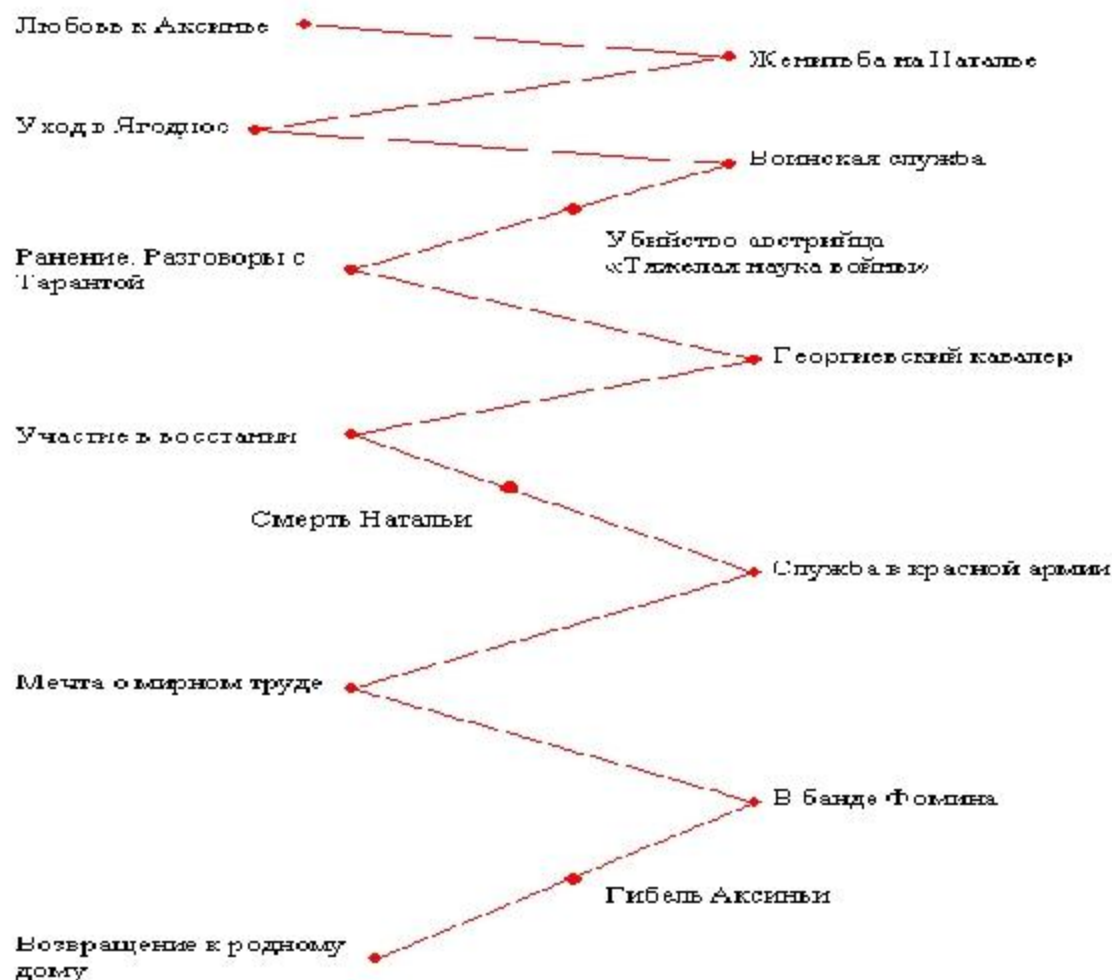 Любовь к Аксинье
Женитьба на Наталье
Уход в Ягодное
Воинская служба
Убийство австрийца
«Тяжелая наука войны»
Ранение. Разговоры с
Тарантой
Георгиевский кавалер
Участие в восстании
Смерть Натальи
Служба в красной армии
Мечта о мирном труде
В банде Фомина
Гибель Аксиньи
Возвращение к родному
дому